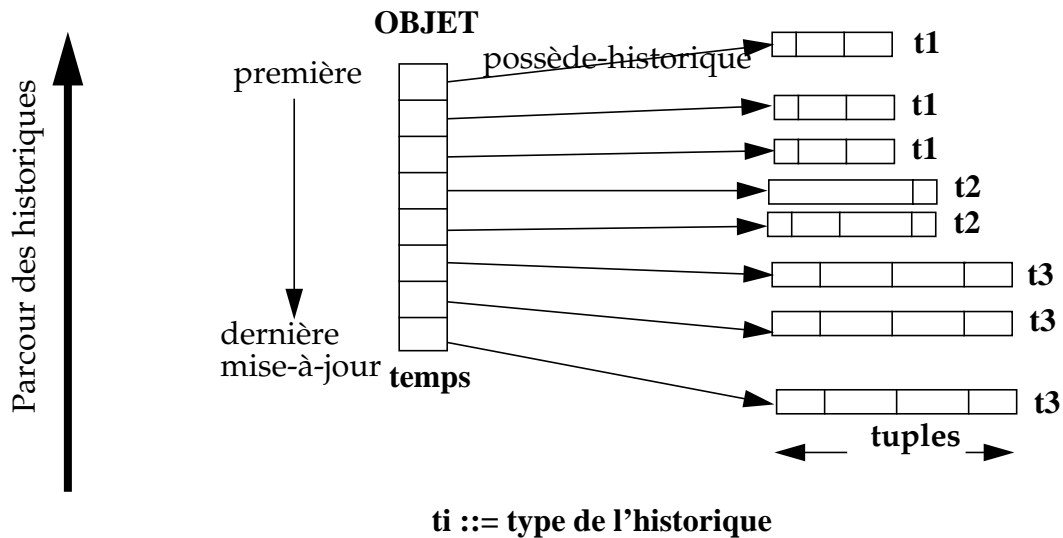 OBJET
possède-historique
première
t1
t1
t1
t2
t2
t3
t3
t3
dernière
mise-à-jour
temps
tuples
Parcour des historiques
ti ::= type de l'historique